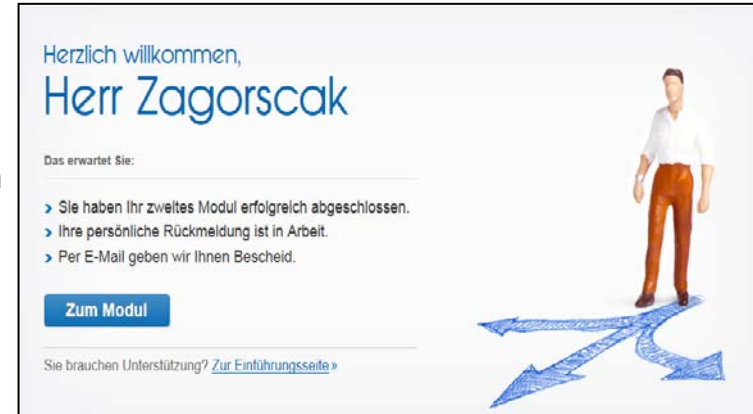 Herzlich willkommen,
Herr Zagorscak
Das erwartet Sie:
› Sie haben Ihr zweites Modul erfolgreich abgeschlossen.
› Ihre persönliche Rückmeldung ist in Arbeit.
› Per E-Mail geben wir Ihnen Bescheid.
Zum Modul
Sie brauchen Unterstützung? Zur Einführungsseite »